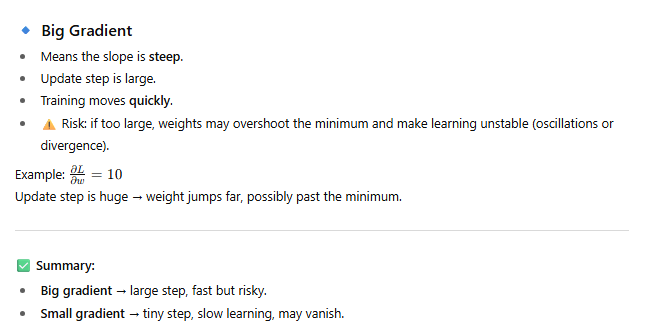 🔹 Big Gradient
• Means the slope is steep.
• Update step is large.
• Training moves quickly.
• ⚠️ Risk: if too large, weights may overshoot the minimum and make learning unstable (oscillations or
divergence).
Example: ∂L/∂w = 10
Update step is huge → weight jumps far, possibly past the minimum.
✅ Summary:
• Big gradient → large step, fast but risky.
• Small gradient → tiny step, slow learning, may vanish.